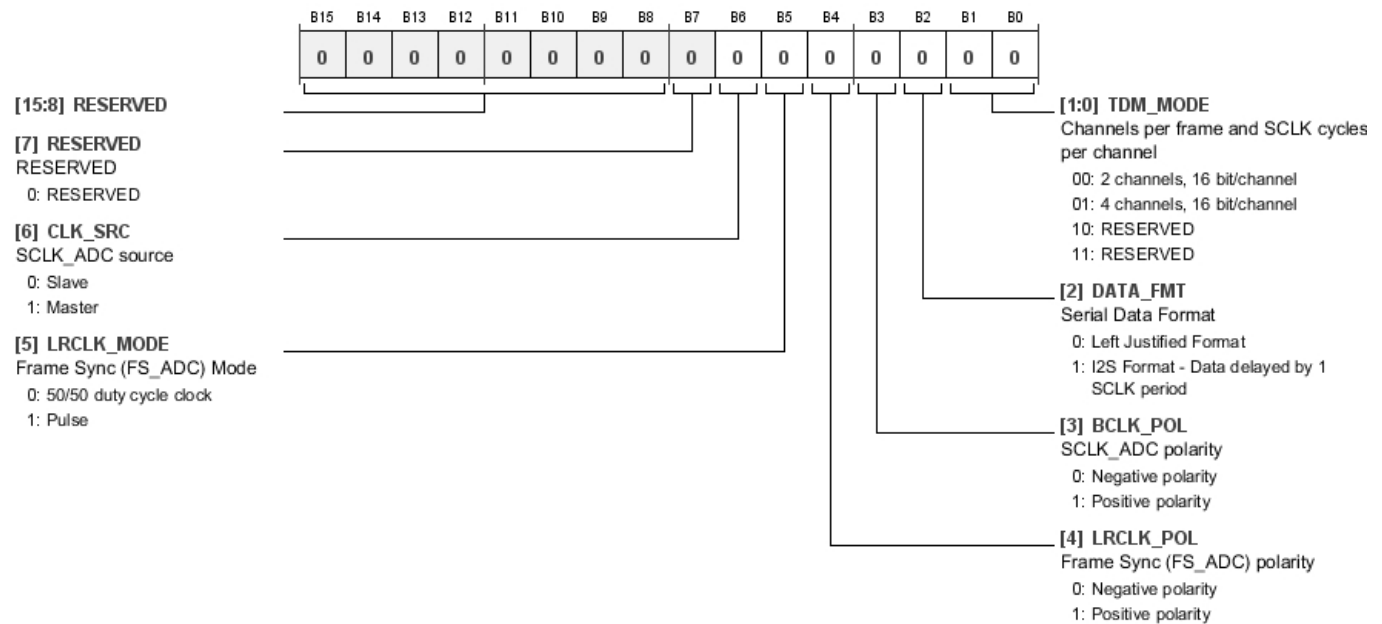 B15 B14 B13 B12 B11 B10 B9 B8 B7 B6 B5 B4 B3 B2 B1 B0
0 0 0 0 0 0 0 0 0 0 0 0 0 0 0 0
[15:8] RESERVED
[7] RESERVED
RESERVED
0: RESERVED
[6] CLK_SRC
SCLK_ADC source
0: Slave
1: Master
[5] LRCLK_MODE
Frame Sync (FS_ADC) Mode
0: 50/50 duty cycle clock
1: Pulse
[1:0] TDM_MODE
Channels per frame and SCLK cycles
per channel
00: 2 channels, 16 bit/channel
01: 4 channels, 16 bit/channel
10: RESERVED
11: RESERVED
[2] DATA_FMT
Serial Data Format
0: Left Justified Format
1: I2S Format - Data delayed by 1
SCLK period
[3] BCLK_POL
SCLK_ADC polarity
0: Negative polarity
1: Positive polarity
[4] LRCLK_POL
Frame Sync (FS_ADC) polarity
0: Negative polarity
1: Positive polarity